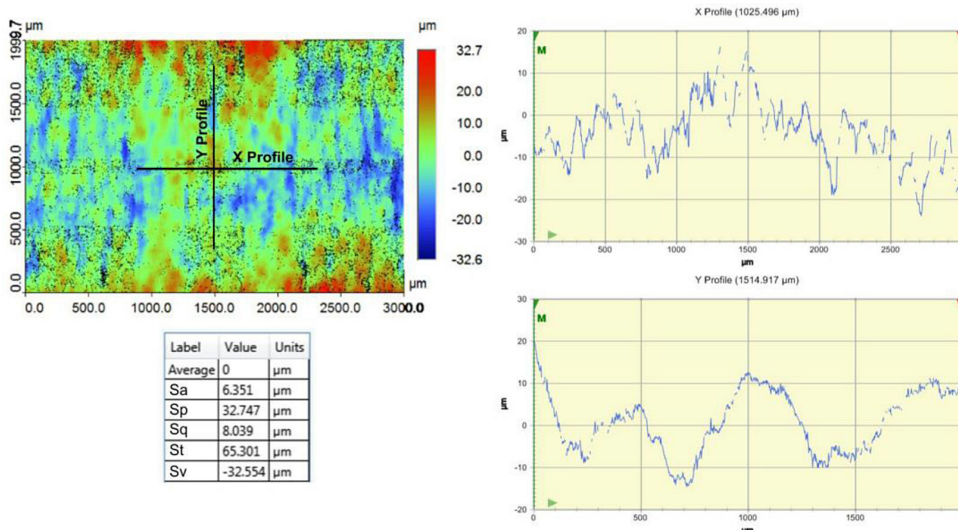 µm
1999.7
1500.0
1000.0
500.0
0.0
Y Profile
X Profile
0.0 500.0 1000.0 1500.0 2000.0 2500.0 3000.0
µm
32.7
20.0
10.0
0.0
-10.0
-20.0
-32.6
µm
Label Value Units
Average 0 µm
Sa 6.351 µm
Sp 32.747 µm
Sq 8.039 µm
St 65.301 µm
Sv -32.554 µm
X Profile (1025.496 µm)
20
10
0
-10
-20
-30
µm
M
0 500 1000 1500 2000 2500
µm
Y Profile (1514.917 µm)
30
20
10
0
-10
-20
µm
M
0 500 1000 1500
µm